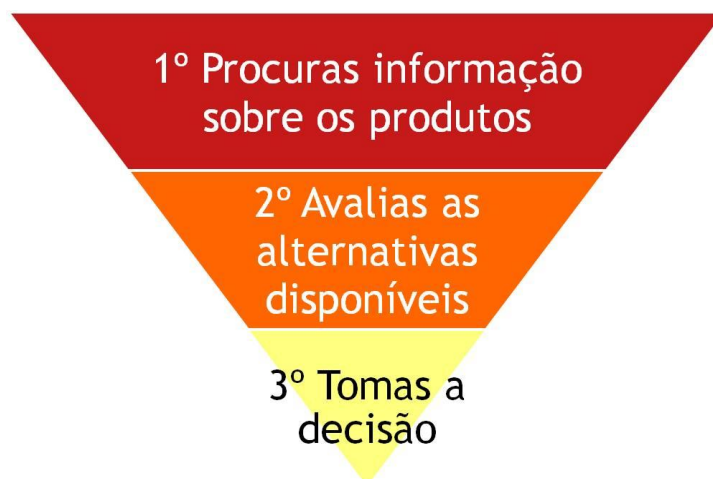 1º Procuras informação
sobre os produtos
2º Avalias as
alternativas
disponíveis
3º Tomas a
decisão